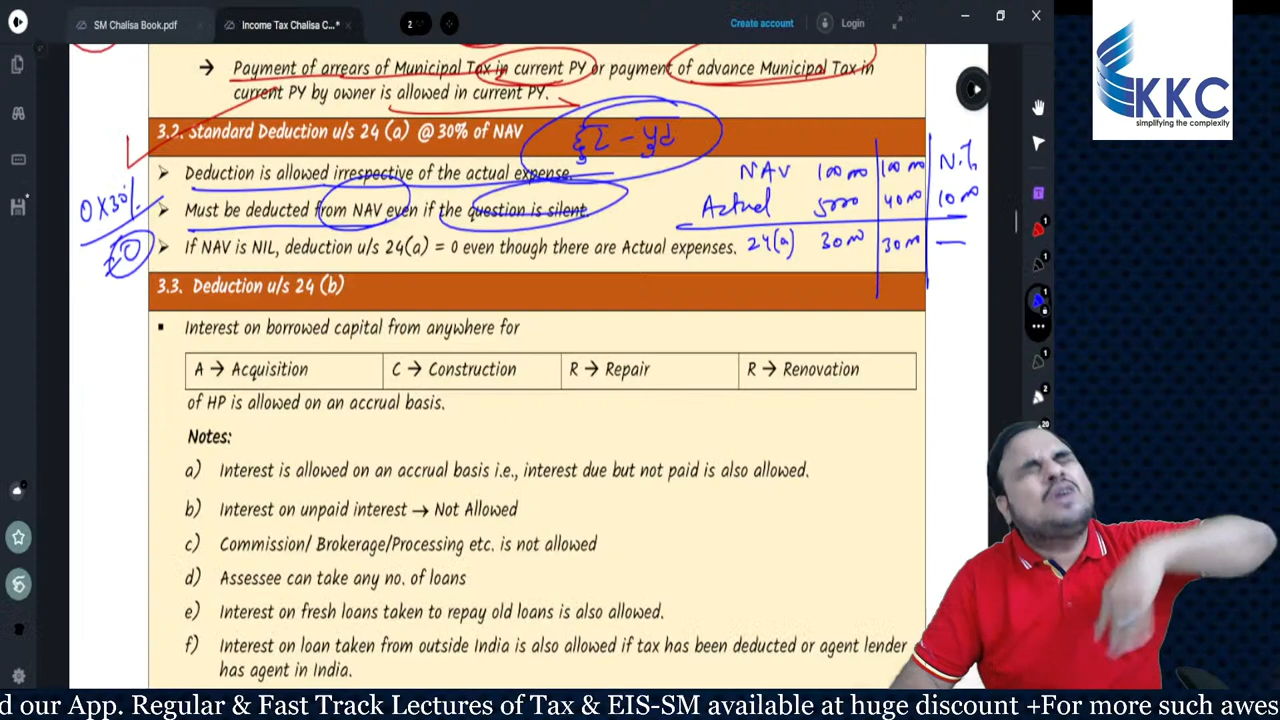 SM Chalisa Book.pdf
Income Tax Chalisa C...*
2
Create account
Login
KKC
simplifying the complexity
→ Payment of arrears of Municipal Tax in current PY or payment of advance Municipal Tax in
current PY by owner is allowed in current PY.
3.2. Standard Deduction u/s 24 (a) @ 30% of NAV
➤ Deduction is allowed irrespective of the actual expense.
➤ Must be deducted from NAV even if the question is silent.
➤ If NAV is NIL, deduction u/s 24(a) = 0 even though there are Actual expenses.
0 X 30%
0
NAV
Actual
24(a)
3.3. Deduction u/s 24 (b)
▪ Interest on borrowed capital from anywhere for
A → Acquisition C → Construction R → Repair R → Renovation
of HP is allowed on an accrual basis.
Notes:
a) Interest is allowed on an accrual basis i.e., interest due but not paid is also allowed.
b) Interest on unpaid interest → Not Allowed
c) Commission/ Brokerage/Processing etc. is not allowed
d) Assessee can take any no. of loans
e) Interest on fresh loans taken to repay old loans is also allowed.
f) Interest on loan taken from outside India is also allowed if tax has been deducted or agent lender
has agent in India.
d our App. Regular & Fast Track Lectures of Tax & EIS-SM available at huge discount +For more such awes